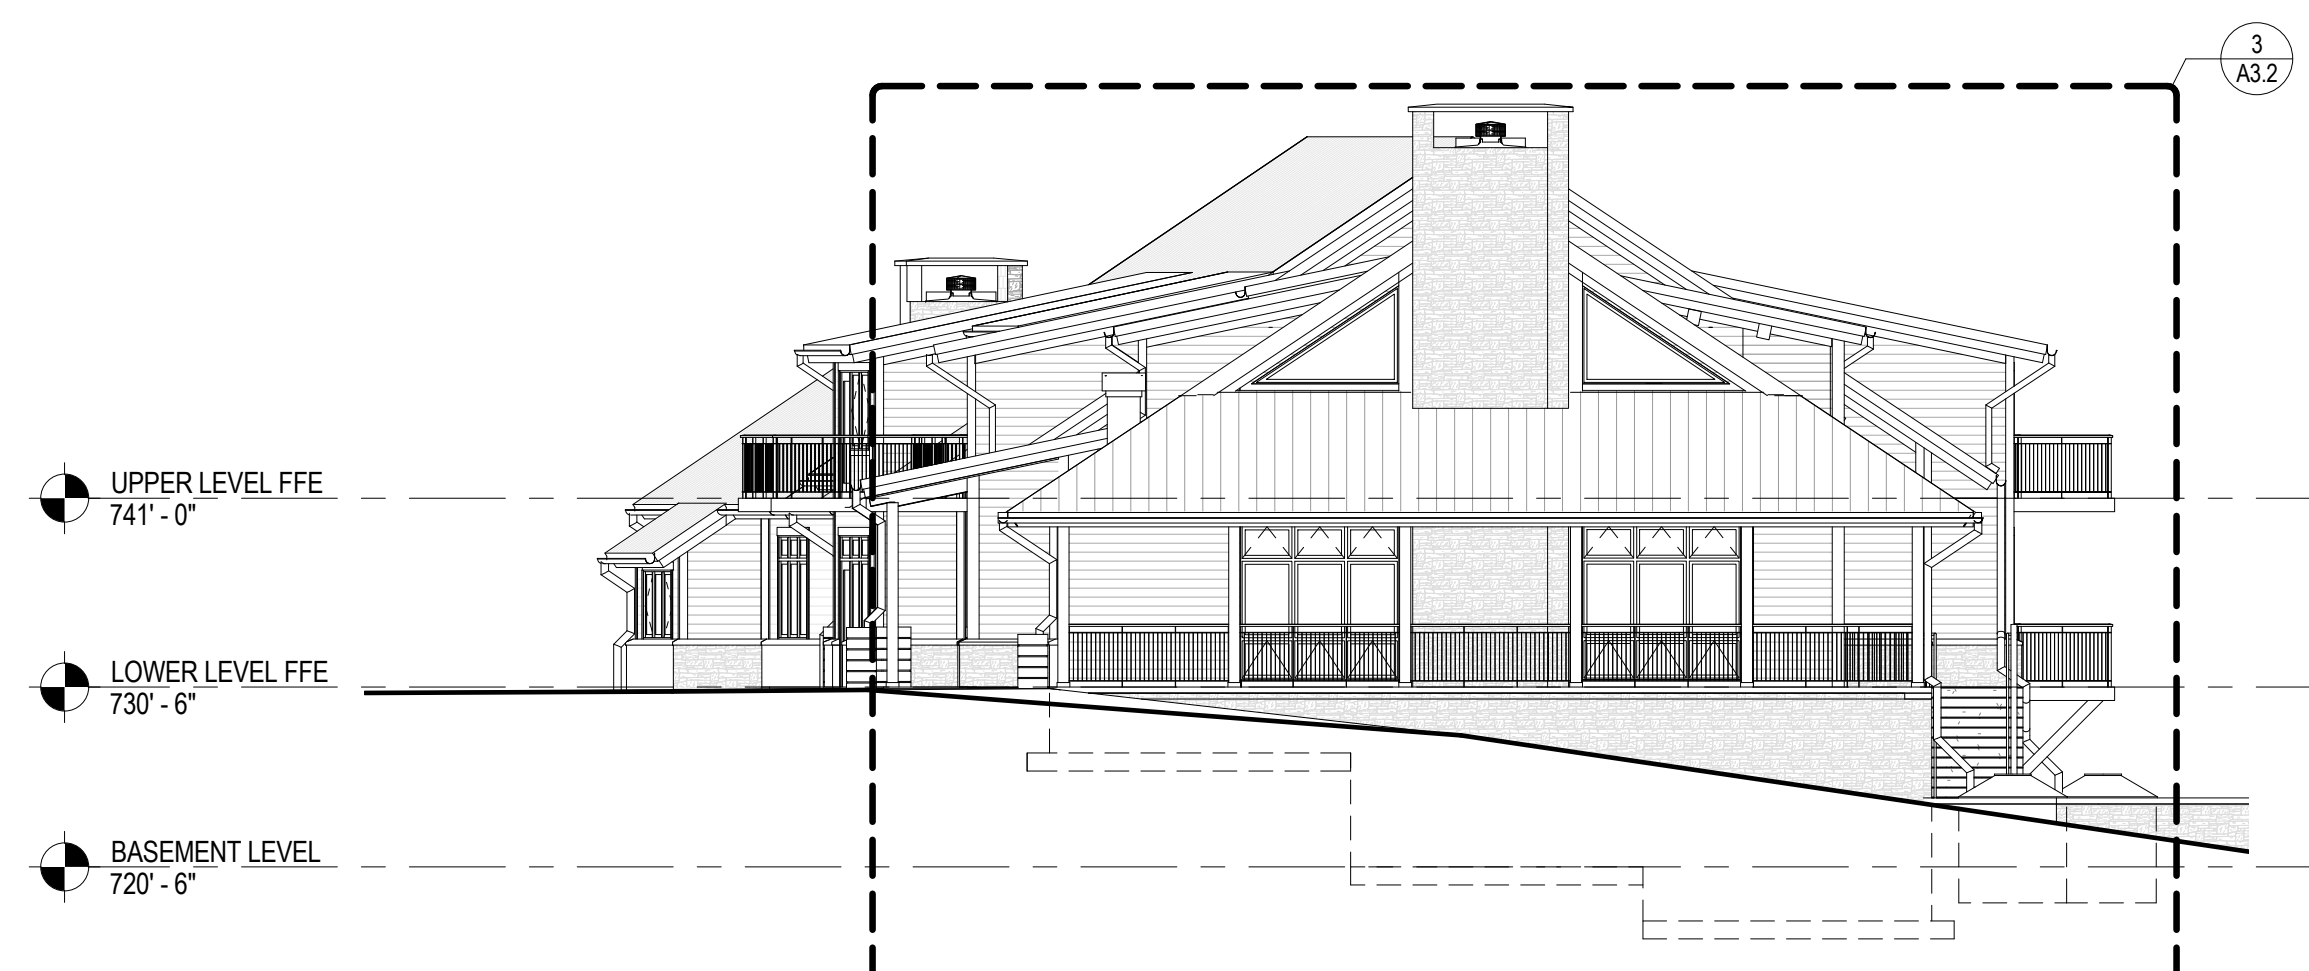 3
A3.2
UPPER LEVEL FFE
741' - 0"
LOWER LEVEL FFE
730' - 6"
BASEMENT LEVEL
720' - 6"